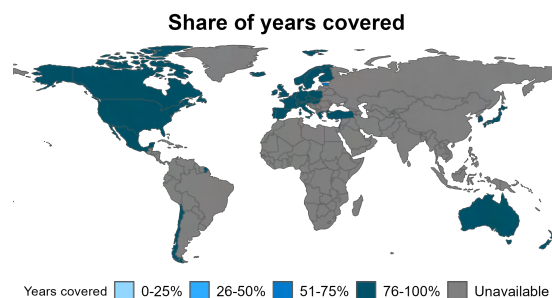 Share of years covered
Years covered 0-25% 26-50% 51-75% 76-100% Unavailable